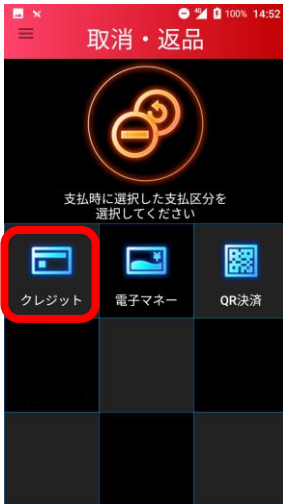 4G 100% 14:52
取消・返品
支払時に選択した支払区分を
選択してください
クレジット 電子マネー QR決済